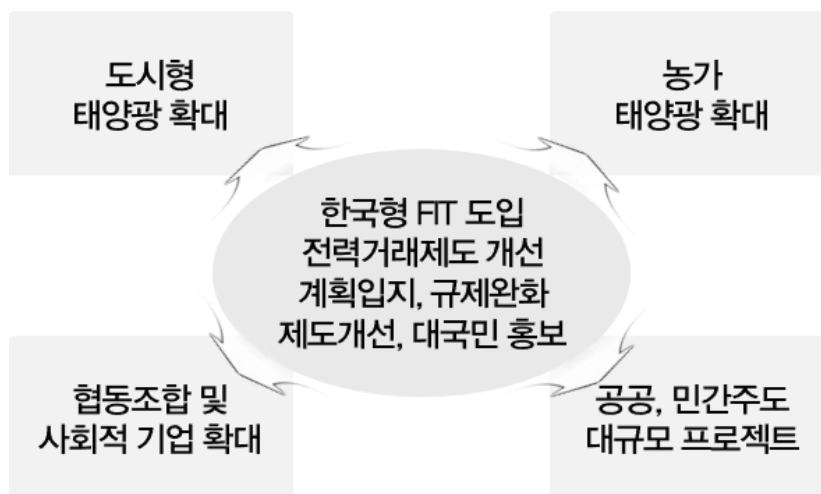 도시형
태양광 확대
농가
태양광 확대
한국형 FIT 도입
전력거래제도 개선
계획입지, 규제완화
제도개선, 대국민 홍보
협동조합 및
사회적 기업 확대
공공, 민간주도
대규모 프로젝트